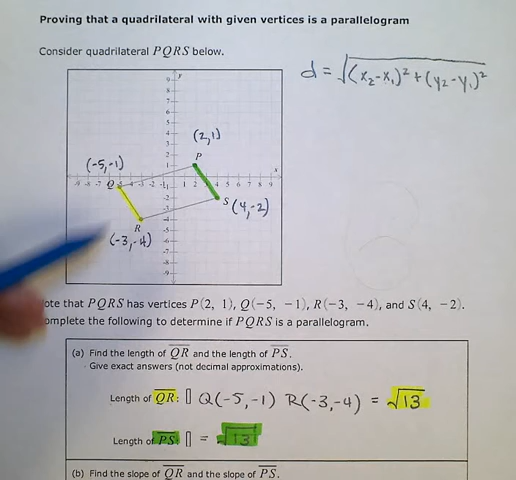 Proving that a quadrilateral with given vertices is a parallelogram
Consider quadrilateral PQRS below.
d = √(x₂-x₁)² + (y₂-y₁)²
y
(2,1)
P
x
(-5,-1)
Q
S (4,-2)
R
(-3,-4)
ote that PQRS has vertices P(2, 1), Q(-5, -1), R(-3, -4), and S(4, -2).
omplete the following to determine if PQRS is a parallelogram.
(a) Find the length of QR and the length of PS.
Give exact answers (not decimal approximations).
Length of QR: Q(-5,-1) R(-3,-4) = √13
Length of PS: = √13
(b) Find the slope of QR and the slope of PS.